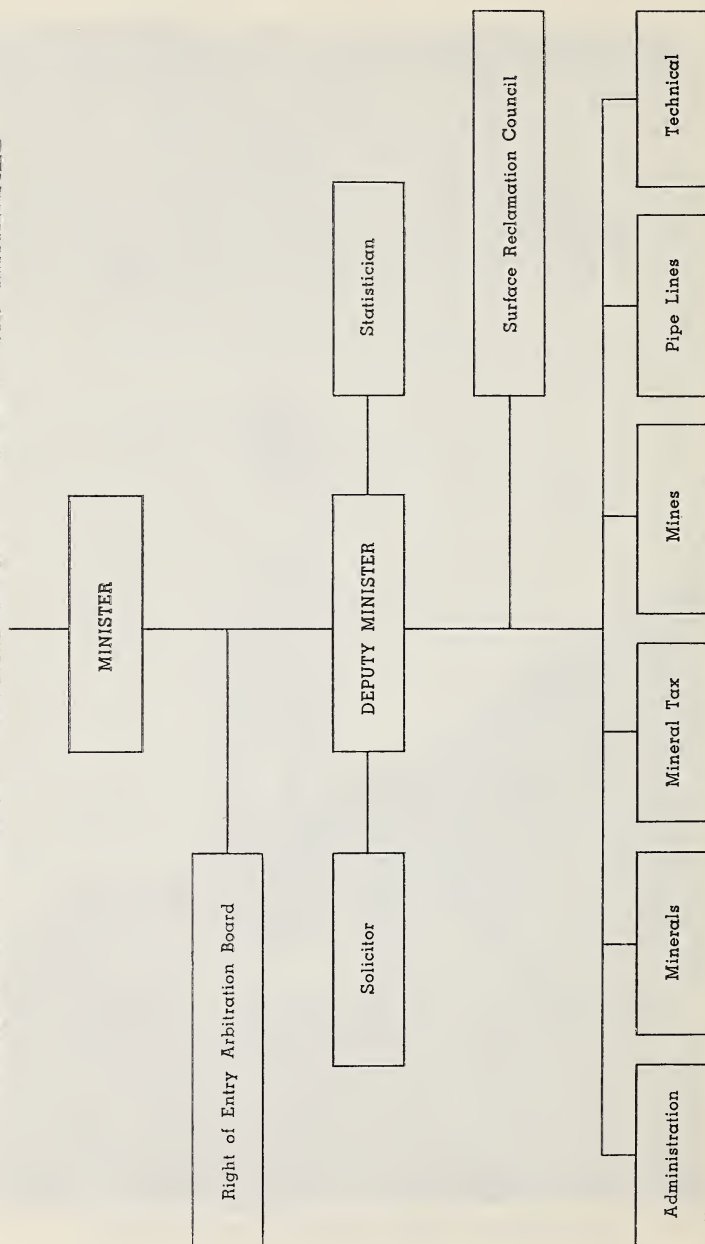 MINISTER
Right of Entry Arbitration Board
Solicitor
DEPUTY MINISTER
Statistician
Surface Reclamation Council
Administration
Minerals
Mineral Tax
Mines
Pipe Lines
Technical